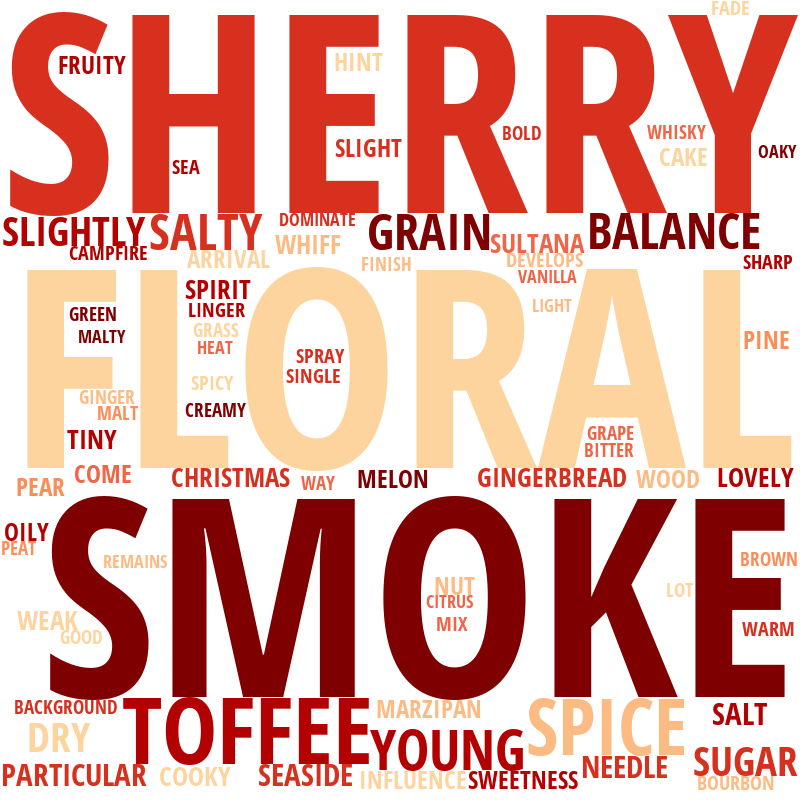 FADE
SHERRY
FRUITY
HINT
SLIGHT
BOLD
WHISKY
CAKE
OAKY
SEA
SLIGHTLY
SALTY
DOMINATE
GRAIN
BALANCE
CAMPFIRE
ARRIVAL
WHIFF
SULTANA
FINISH
DEVELOPS
VANILLA
SHARP
FLORAL
SPIRIT
LINGER
GREEN
MALTY
GRASS
HEAT
LIGHT
PINE
SPRAY
SINGLE
SPICY
CREAMY
GINGER
MALT
TINY
GRAPE
BITTER
PEAR
COME
CHRISTMAS
WAY
MELON
GINGERBREAD
WOOD
LOVELY
SMOKE
OILY
PEAT
REMAINS
NUT
CITRUS
MIX
LOT
BROWN
WEAK
GOOD
WARM
BACKGROUND
TOFFEE
MARZIPAN
SPICE
SALT
DRY
YOUNG
NEEDLE
SUGAR
PARTICULAR
COOKY
SEASIDE
INFLUENCE
SWEETNESS
BOURBON